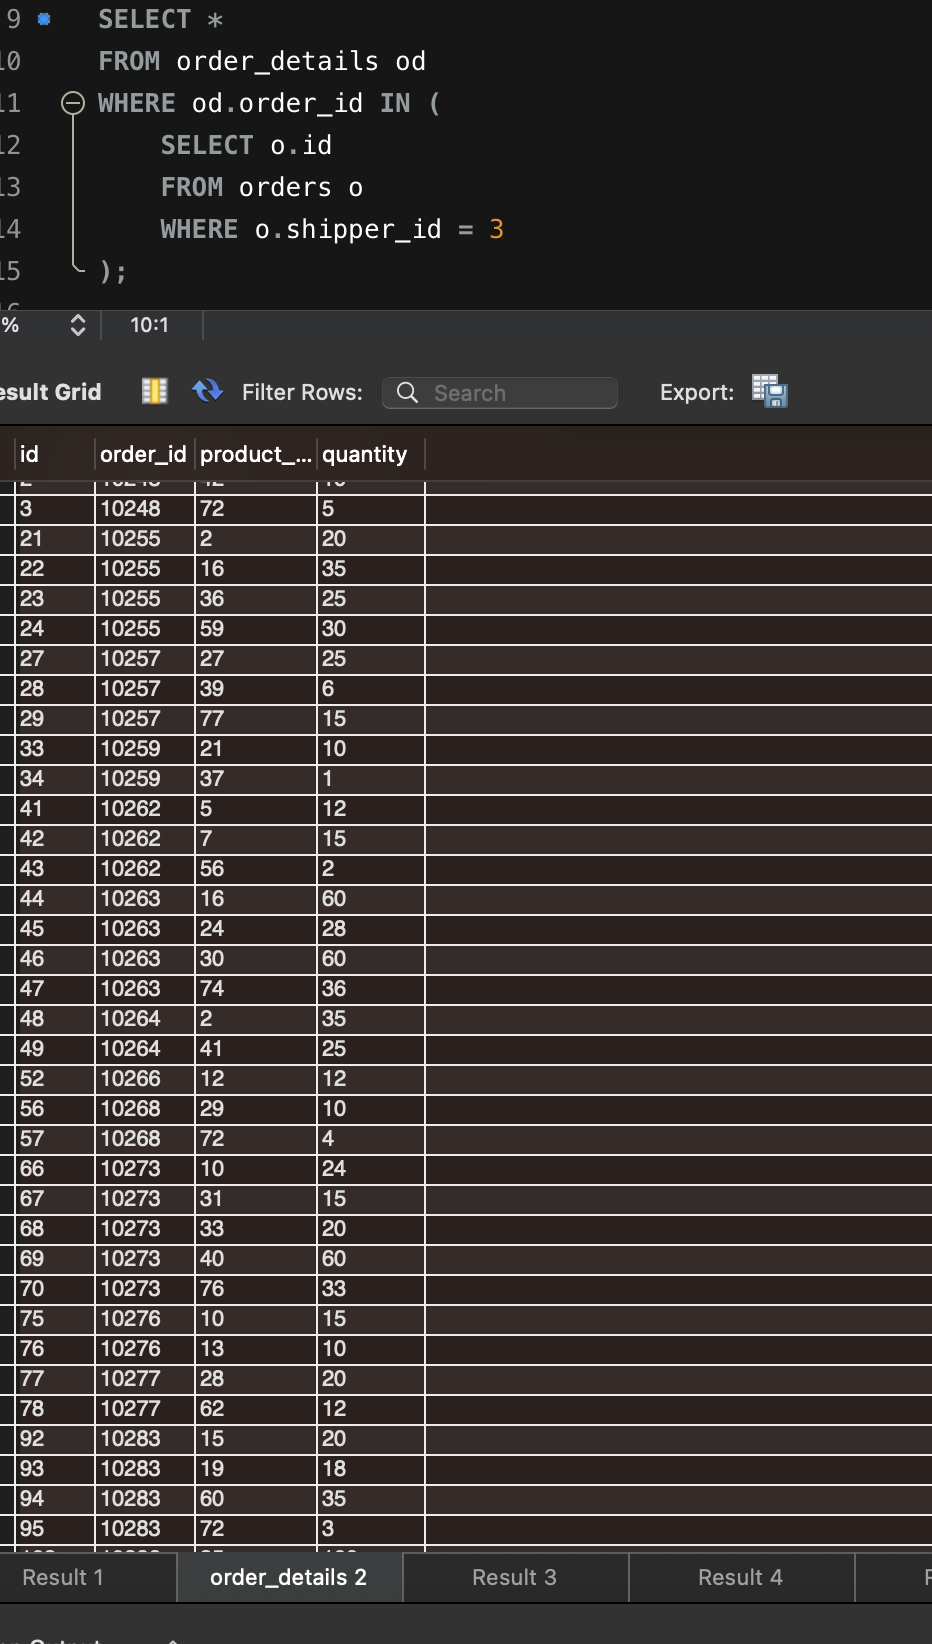 9 SELECT *
10 FROM order_details od
11 WHERE od.order_id IN (
12 SELECT o.id
13 FROM orders o
14 WHERE o.shipper_id = 3
15 );
% 10:1
esult Grid Filter Rows: Search Export:
id order_id product_... quantity
3 10248 72 5
21 10255 2 20
22 10255 16 35
23 10255 36 25
24 10255 59 30
27 10257 27 25
28 10257 39 6
29 10257 77 15
33 10259 21 10
34 10259 37 1
41 10262 5 12
42 10262 7 15
43 10262 56 2
44 10263 16 60
45 10263 24 28
46 10263 30 60
47 10263 74 36
48 10264 2 35
49 10264 41 25
52 10266 12 12
56 10268 29 10
57 10268 72 4
66 10273 10 24
67 10273 31 15
68 10273 33 20
69 10273 40 60
70 10273 76 33
75 10276 10 15
76 10276 13 10
77 10277 28 20
78 10277 62 12
92 10283 15 20
93 10283 19 18
94 10283 60 35
95 10283 72 3
Result 1 order_details 2 Result 3 Result 4